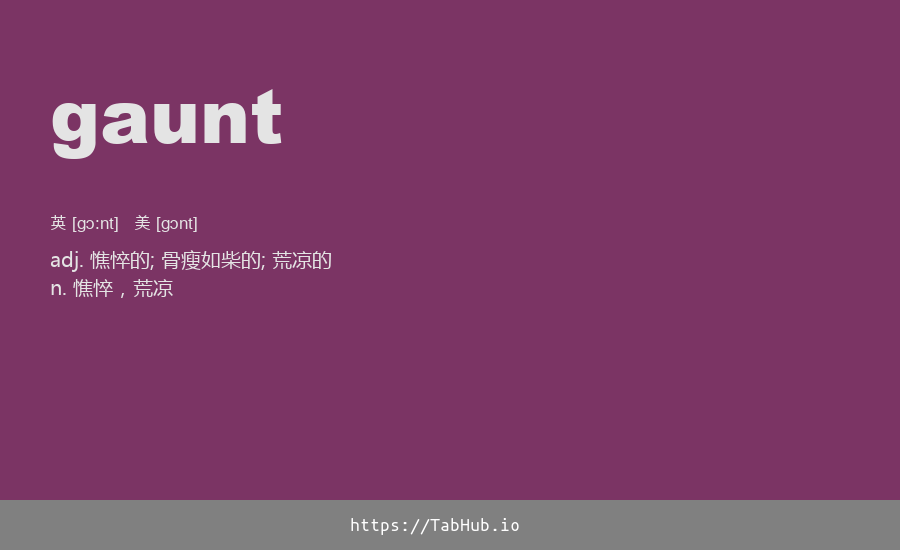 gaunt
英 [gɔːnt] 美 [gɔnt]
adj. 憔悴的; 骨瘦如柴的; 荒凉的
n. 憔悴，荒凉
https://TabHub.io